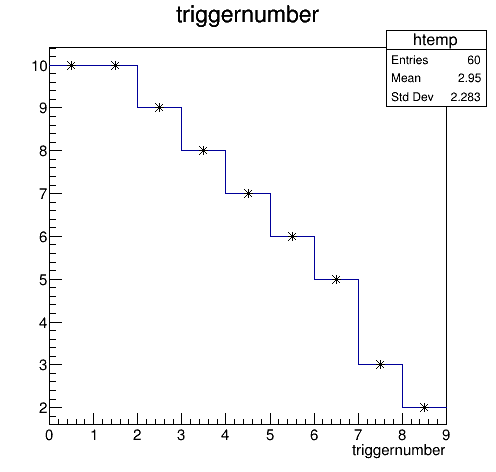 triggernumber
htemp
Entries 60
Mean 2.95
Std Dev 2.283
10
9
8
7
6
5
4
3
2
0 1 2 3 4 5 6 7 8 9
triggernumber